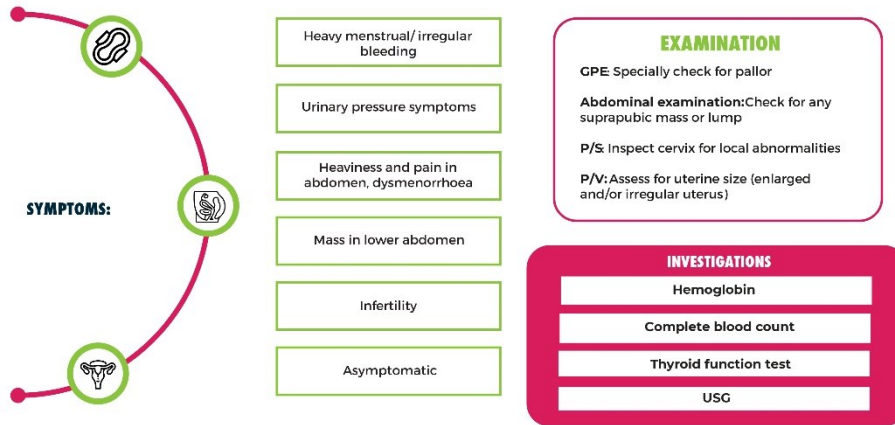 SYMPTOMS:
Heavy menstrual/ irregular
bleeding
Urinary pressure symptoms
Heaviness and pain in
abdomen, dysmenorrhoea
Mass in lower abdomen
Infertility
Asymptomatic
EXAMINATION
GPE: Specially check for pallor
Abdominal examination:Check for any
suprapubic mass or lump
P/S: Inspect cervix for local abnormalities
P/V: Assess for uterine size (enlarged
and/or irregular uterus)
INVESTIGATIONS
Hemoglobin
Complete blood count
Thyroid function test
USG